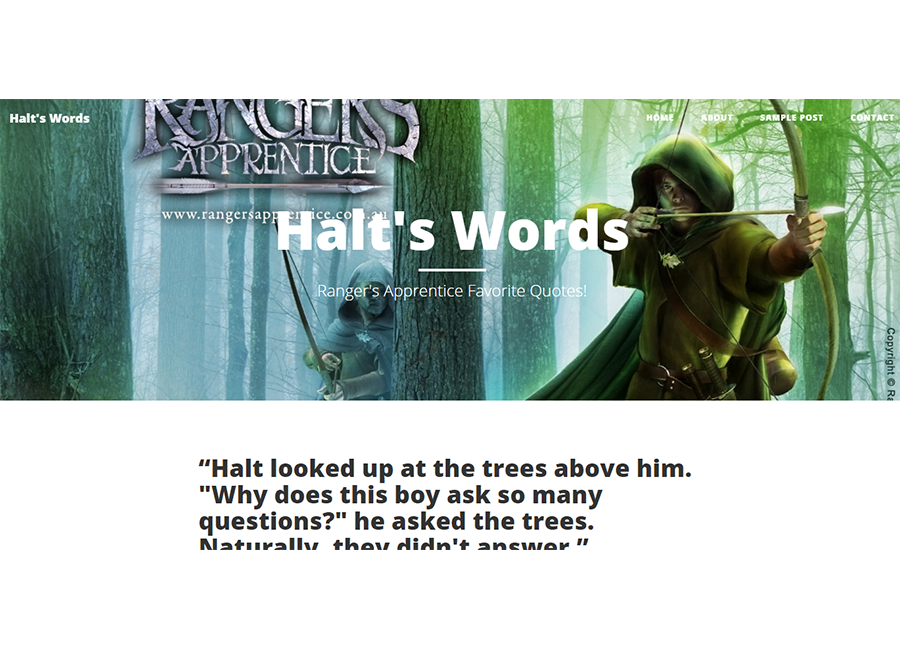 RANGERS
APPRENTICE
www.rangersapprentice.com.au
Halt's Words
HOME ABOUT SAMPLE POST CONTACT
Halt's Words
Ranger's Apprentice Favorite Quotes!
Copyright ©
“Halt looked up at the trees above him.
"Why does this boy ask so many
questions?" he asked the trees.
Naturally, they didn't answer.”